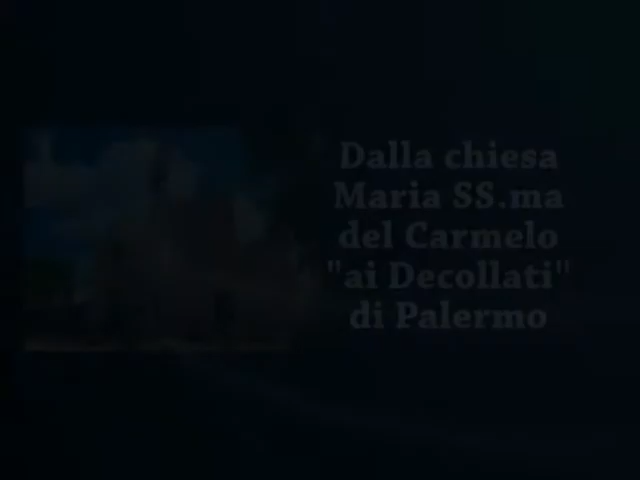 Dalla chiesa
Maria SS.ma
del Carmelo
"ai Decollati"
di Palermo